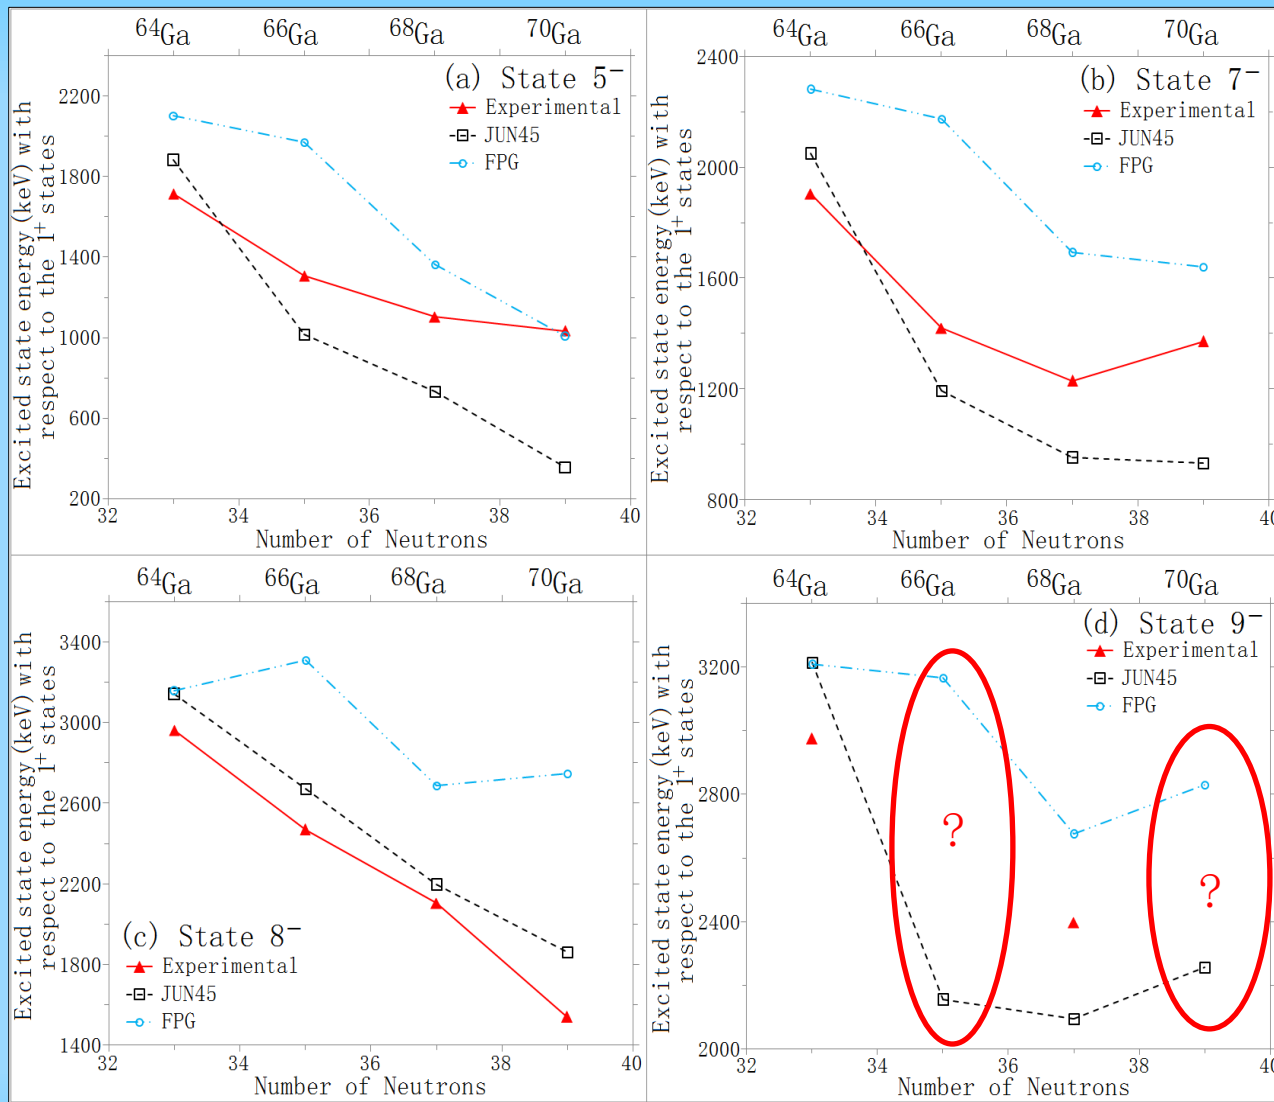 ⁶⁴Ga ⁶⁶Ga ⁶⁸Ga ⁷⁰Ga
(a) State 5⁻
Experimental
JUN45
FPG
Excited state energy(keV) with
respect to the 1⁺ states
2200
1800
1400
1000
600
200
32 34 36 38 40
Number of Neutrons
⁶⁴Ga ⁶⁶Ga ⁶⁸Ga ⁷⁰Ga
(b) State 7⁻
Experimental
JUN45
FPG
Excited state energy(keV) with
respect to the 1⁺ states
2400
2000
1600
1200
800
32 34 36 38 40
Number of Neutrons
⁶⁴Ga ⁶⁶Ga ⁶⁸Ga ⁷⁰Ga
Excited state energy(keV) with
respect to the 1⁺ states
3400
3000
2600
2200
1800
1400
(c) State 8⁻
Experimental
JUN45
FPG
32 34 36 38 40
Number of Neutrons
⁶⁴Ga ⁶⁶Ga ⁶⁸Ga ⁷⁰Ga
(d) State 9⁻
Experimental
JUN45
FPG
Excited state energy(keV) with
respect to the 1⁺ states
3200
2800
2400
2000
?
?
32 34 36 38 40
Number of Neutrons